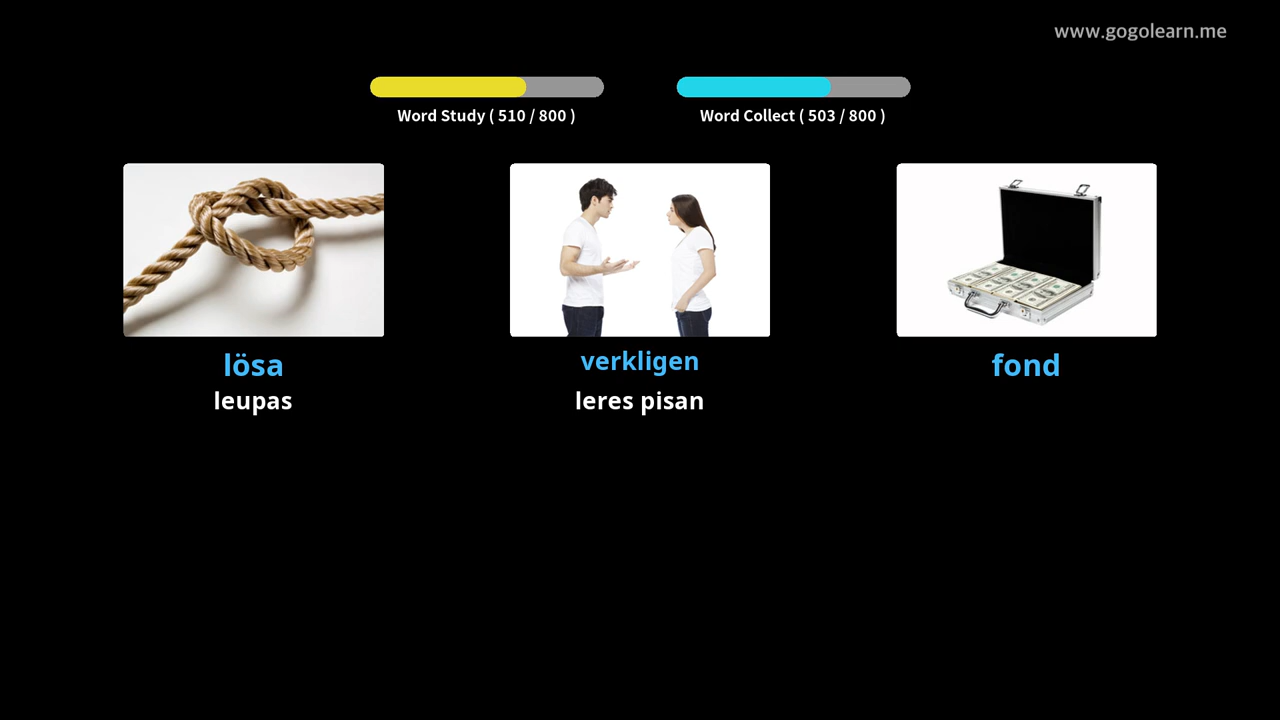 www.gogolearn.me
Word Study ( 510 / 800 )
Word Collect ( 503 / 800 )
lösa
verkligen
fond
leupas
leres pisan